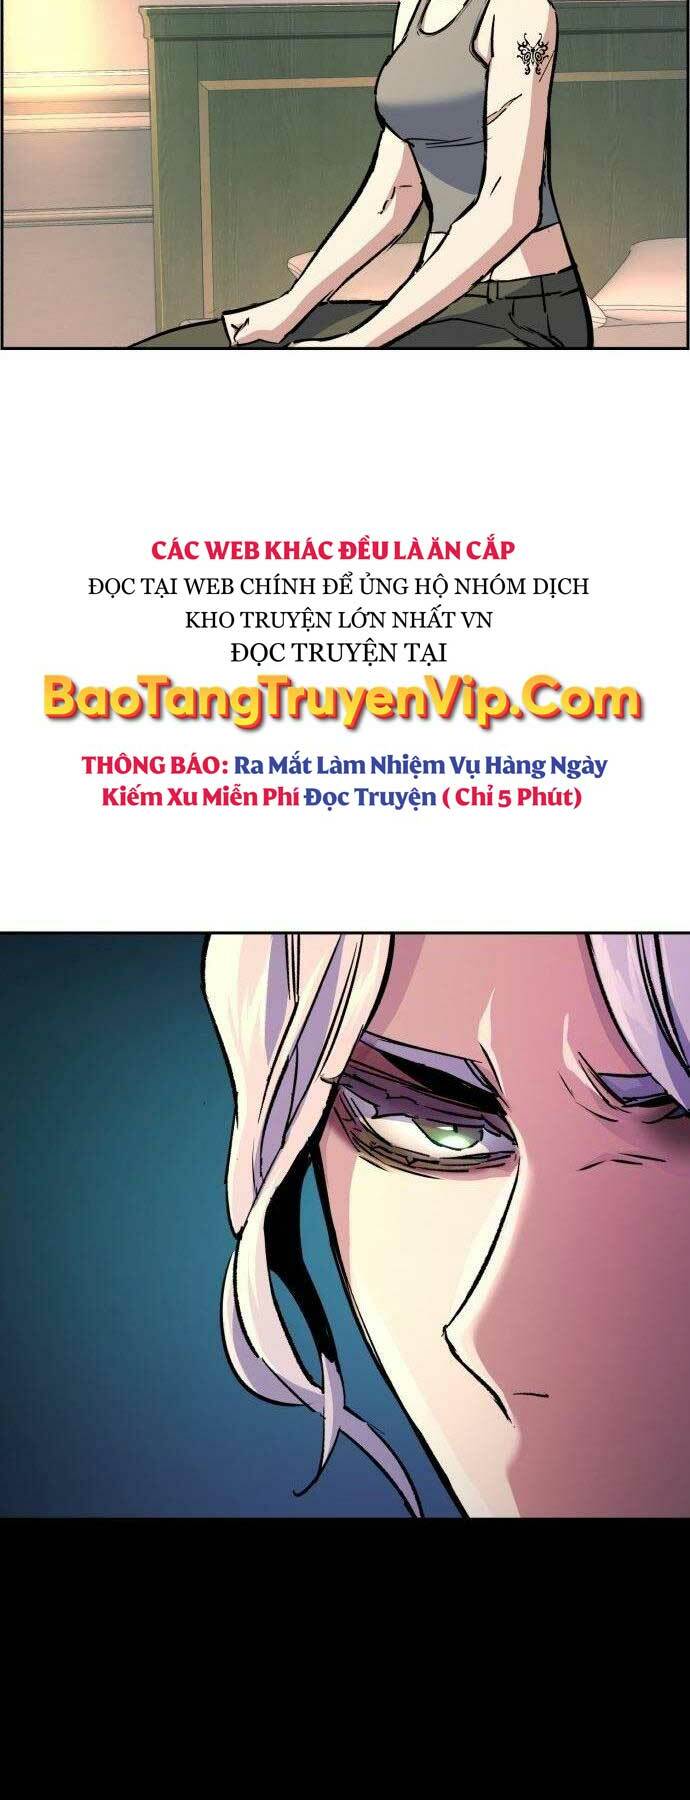 CÁC WEB KHÁC ĐỀU LÀ ĂN CẮP
ĐỌC TẠI WEB CHÍNH ĐỂ ỦNG HỘ NHÓM DỊCH
KHO TRUYỆN LỚN NHẤT VN
ĐỌC TRUYỆN TẠI
BaoTangTruyenVip.Com
THÔNG BÁO: Ra Mắt Làm Nhiệm Vụ Hàng Ngày
Kiếm Xu Miễn Phí Đọc Truyện ( Chỉ 5 Phút)